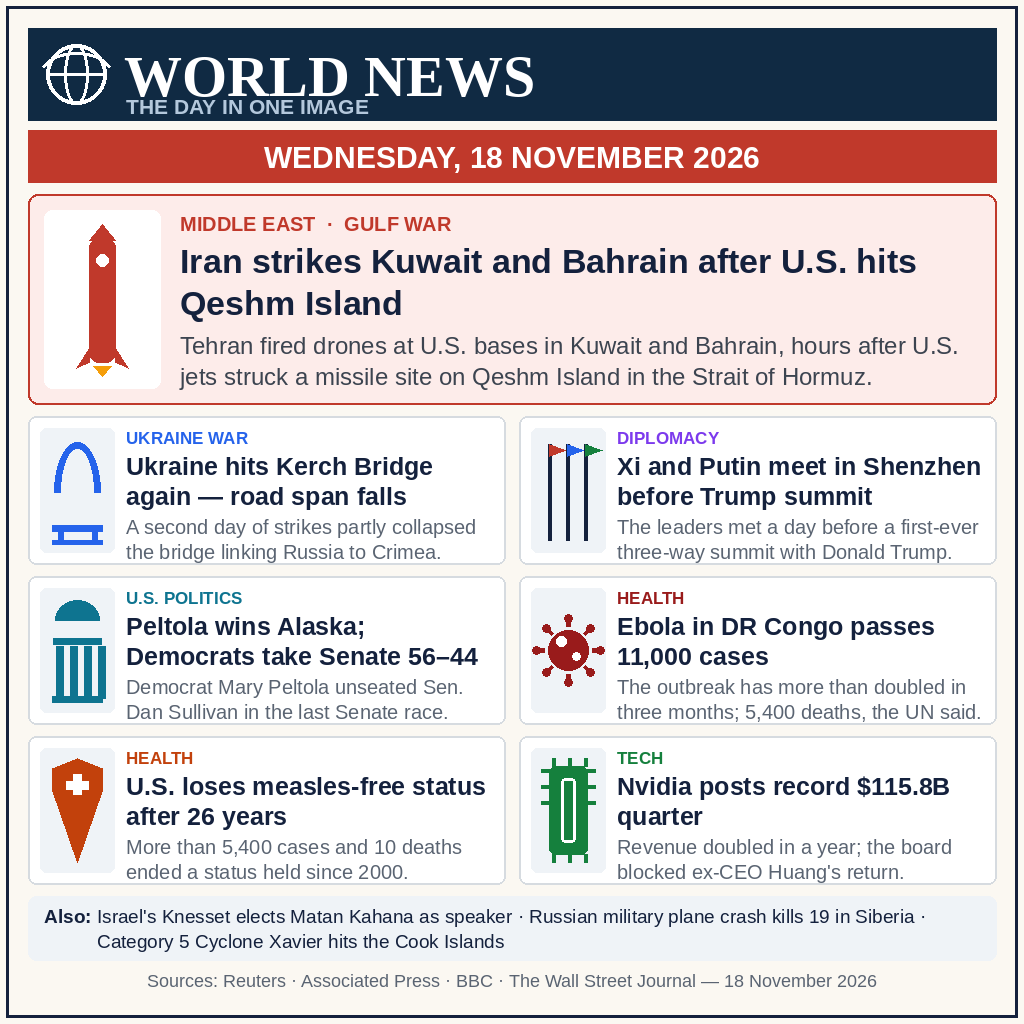 WORLD NEWS
THE DAY IN ONE IMAGE
WEDNESDAY, 18 NOVEMBER 2026
MIDDLE EAST · GULF WAR
Iran strikes Kuwait and Bahrain after U.S. hits
Qeshm Island
Tehran fired drones at U.S. bases in Kuwait and Bahrain, hours after U.S.
jets struck a missile site on Qeshm Island in the Strait of Hormuz.
UKRAINE WAR
Ukraine hits Kerch Bridge
again — road span falls
A second day of strikes partly collapsed
the bridge linking Russia to Crimea.
DIPLOMACY
Xi and Putin meet in Shenzhen
before Trump summit
The leaders met a day before a first-ever
three-way summit with Donald Trump.
U.S. POLITICS
Peltola wins Alaska;
Democrats take Senate 56–44
Democrat Mary Peltola unseated Sen.
Dan Sullivan in the last Senate race.
HEALTH
Ebola in DR Congo passes
11,000 cases
The outbreak has more than doubled in
three months; 5,400 deaths, the UN said.
HEALTH
U.S. loses measles-free status
after 26 years
More than 5,400 cases and 10 deaths
ended a status held since 2000.
TECH
Nvidia posts record $115.8B
quarter
Revenue doubled in a year; the board
blocked ex-CEO Huang's return.
Also: Israel's Knesset elects Matan Kahana as speaker · Russian military plane crash kills 19 in Siberia ·
Category 5 Cyclone Xavier hits the Cook Islands
Sources: Reuters · Associated Press · BBC · The Wall Street Journal — 18 November 2026